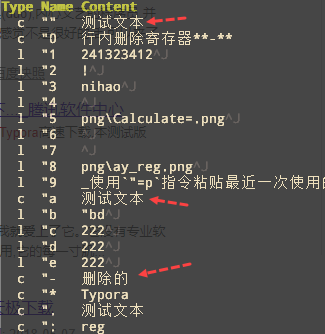 Type Name Content
c "" 测试文本
c "0 行内删除寄存器**-**
l "1 241323412^J
l "2 !^J
l "3 nihao^J
l "4 ^J
l "5 png\Calculate=.png^J
l "6 ^J
l "7 ^J
l "8 png\ay_reg.png^J
l "9 _使用`"=p`指令粘贴最近一次使用的
c "a 测试文本
l "b "bd^J
l "c 222^J
l "d 222^J
l "e 222^J
c "- 删除的
c "* Typora
c ". 测试文本
c ": reg